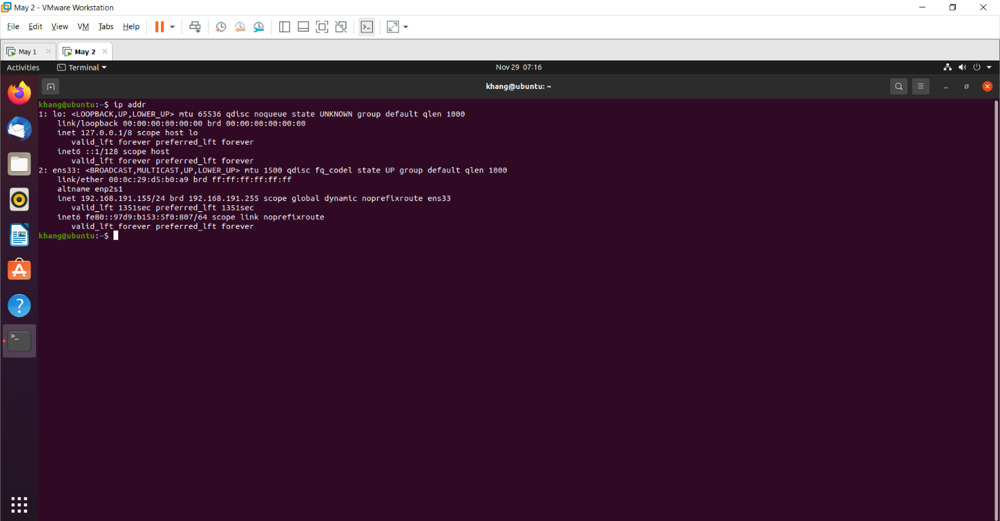 May 2 - VMware Workstation
File Edit View VM Tabs Help
May 1 May 2
Activities Terminal Nov 29 07:16
khang@ubuntu: ~
khang@ubuntu:~$ ip addr
1: lo: <LOOPBACK,UP,LOWER_UP> mtu 65536 qdisc noqueue state UNKNOWN group default qlen 1000
link/loopback 00:00:00:00:00:00 brd 00:00:00:00:00:00
inet 127.0.0.1/8 scope host lo
valid_lft forever preferred_lft forever
inet6 ::1/128 scope host
valid_lft forever preferred_lft forever
2: ens33: <BROADCAST,MULTICAST,UP,LOWER_UP> mtu 1500 qdisc fq_codel state UP group default qlen 1000
link/ether 00:0c:29:d5:b0:a9 brd ff:ff:ff:ff:ff:ff
altname enp2s1
inet 192.168.191.155/24 brd 192.168.191.255 scope global dynamic noprefixroute ens33
valid_lft 1351sec preferred_lft 1351sec
inet6 fe80::97d9:b153:5f0:807/64 scope link noprefixroute
valid_lft forever preferred_lft forever
khang@ubuntu:~$